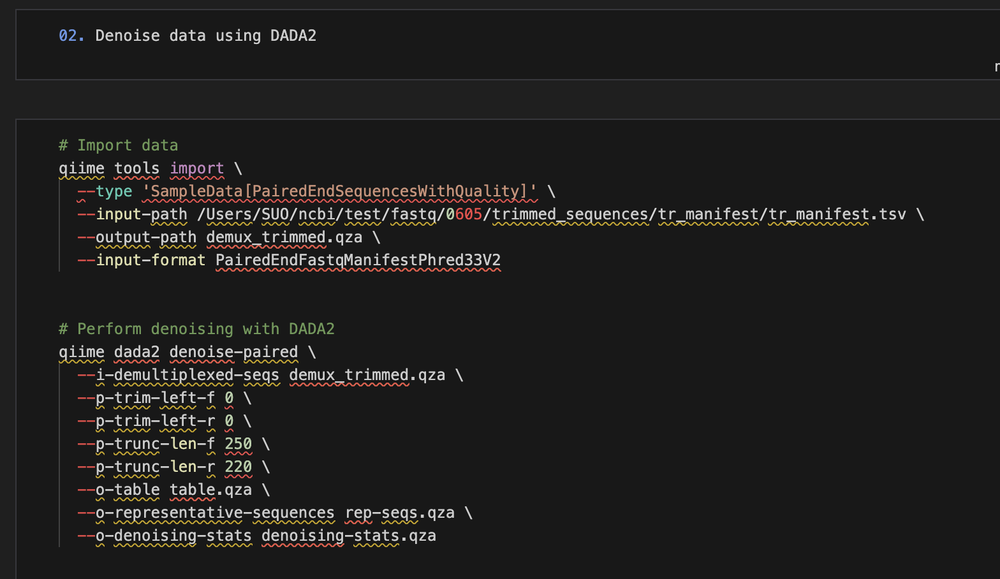 02. Denoise data using DADA2
# Import data
qiime tools import \
--type 'SampleData[PairedEndSequencesWithQuality]' \
--input-path /Users/SUO/ncbi/test/fastq/0605/trimmed_sequences/tr_manifest/tr_manifest.tsv \
--output-path demux_trimmed.qza \
--input-format PairedEndFastqManifestPhred33V2
# Perform denoising with DADA2
qiime dada2 denoise-paired \
--i-demultiplexed-seqs demux_trimmed.qza \
--p-trim-left-f 0 \
--p-trim-left-r 0 \
--p-trunc-len-f 250 \
--p-trunc-len-r 220 \
--o-table table.qza \
--o-representative-sequences rep-seqs.qza \
--o-denoising-stats denoising-stats.qza